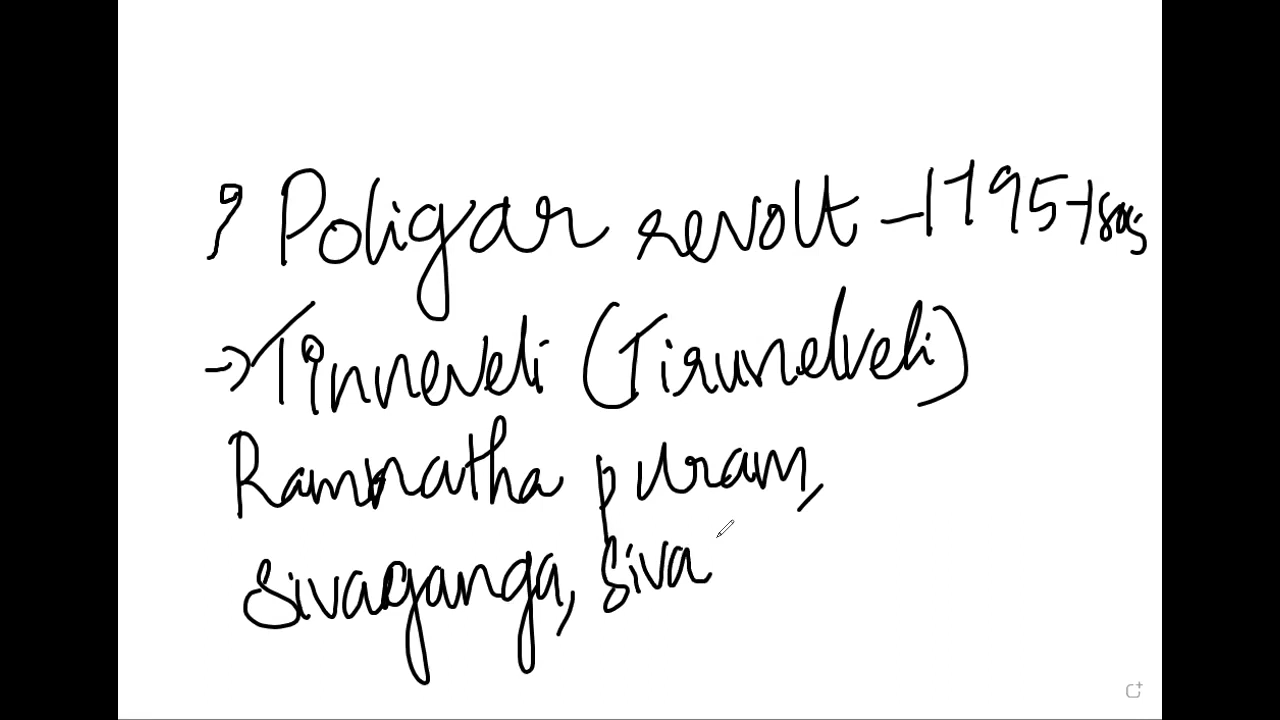 9 Poligar revolt - 1795-1805
→ Tinneveli (Tirunelveli)
Ramnatha puram,
Sivaganga, Siva